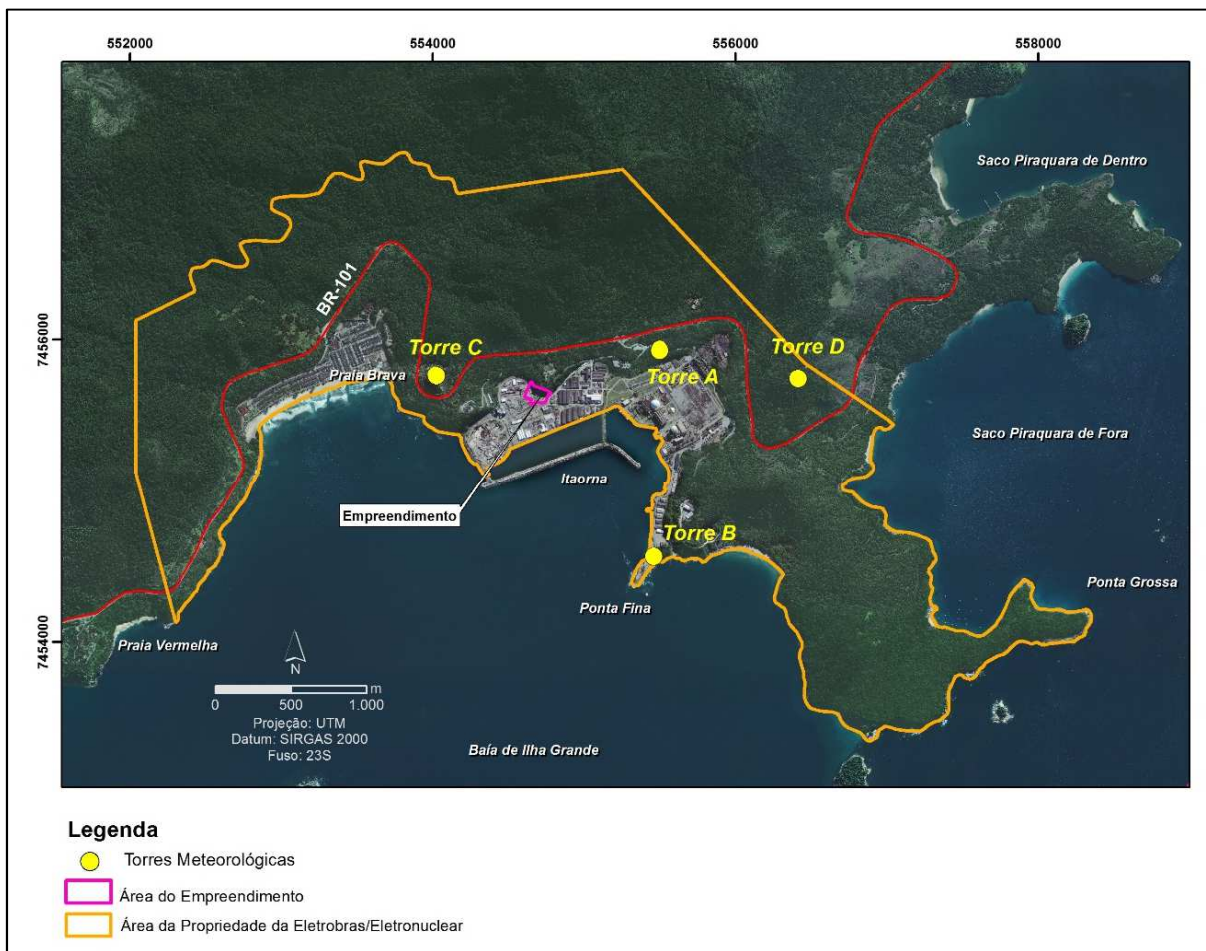 552000
554000
556000
558000
Saco Piraquara de Dentro
BR-101
7456000
Torre C
Torre D
Praia Brava
Torre A
Saco Piraquara de Fora
Itaorna
Empreendimento
Torre B
Ponta Grossa
Ponta Fina
7454000
Praia Vermelha
N
m
0 500 1.000
Projeção: UTM
Datum: SIRGAS 2000
Fuso: 23S
Baía de Ilha Grande
Legenda
Torres Meteorológicas
Área do Empreendimento
Área da Propriedade da Eletrobras/Eletronuclear